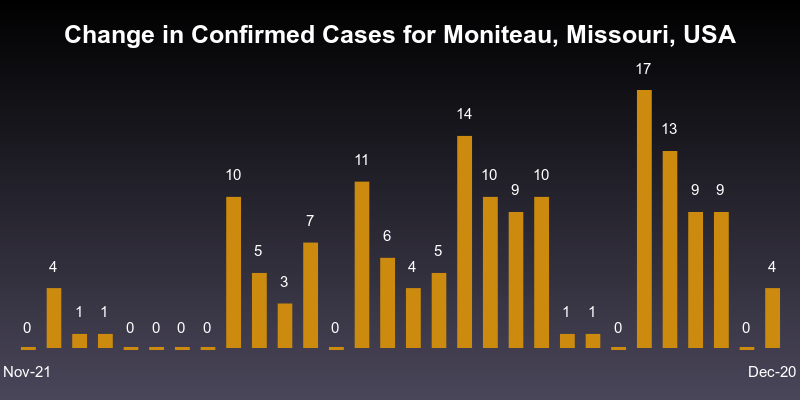 Change in Confirmed Cases for Moniteau, Missouri, USA
0 4 1 1 0 0 0 0 10 5 3 7 0 11 6 4 5 14 10 9 10 1 1 0 17 13 9 9 0 4
Nov-21 Dec-20